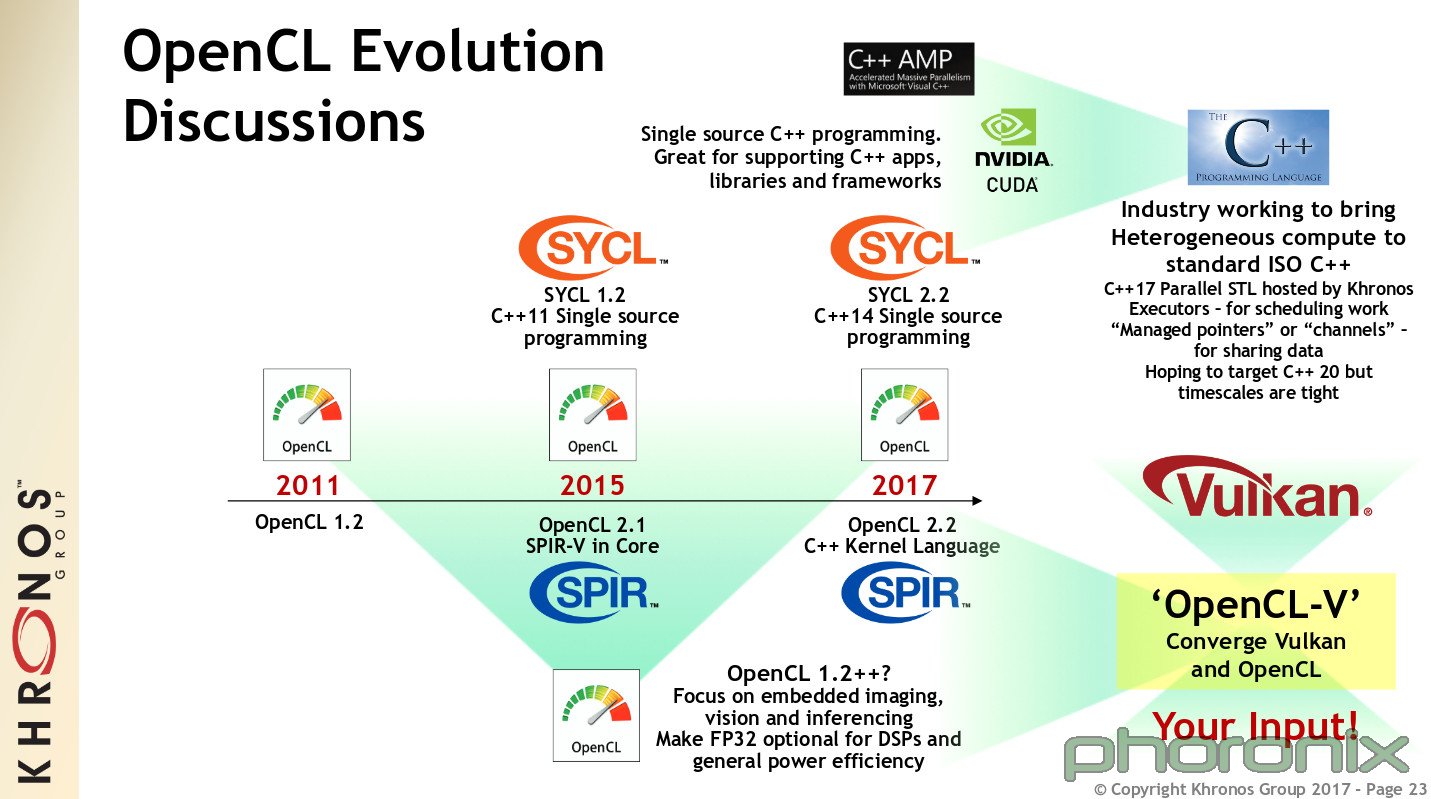 OpenCL Evolution
Discussions
C++ AMP
Accelerated Massive Parallelism
with Microsoft Visual C++
Single source C++ programming.
Great for supporting C++ apps,
libraries and frameworks
NVIDIA.
CUDA®
THE
C++
PROGRAMMING LANGUAGE
Industry working to bring
Heterogeneous compute to
standard ISO C++
C++17 Parallel STL hosted by Khronos
Executors – for scheduling work
“Managed pointers” or “channels” –
for sharing data
Hoping to target C++ 20 but
timescales are tight
SYCL™
SYCL 1.2
C++11 Single source
programming
SYCL™
SYCL 2.2
C++14 Single source
programming
OpenCL
OpenCL
OpenCL
2011
2015
2017
OpenCL 1.2
OpenCL 2.1
SPIR-V in Core
SPIR™
OpenCL 2.2
C++ Kernel Language
SPIR™
Vulkan®
‘OpenCL-V’
Converge Vulkan
and OpenCL
OpenCL
OpenCL 1.2++?
Focus on embedded imaging,
vision and inferencing
Make FP32 optional for DSPs and
general power efficiency
Your Input!
phoronix
KHRONOS™
GROUP
© Copyright Khronos Group 2017 - Page 23